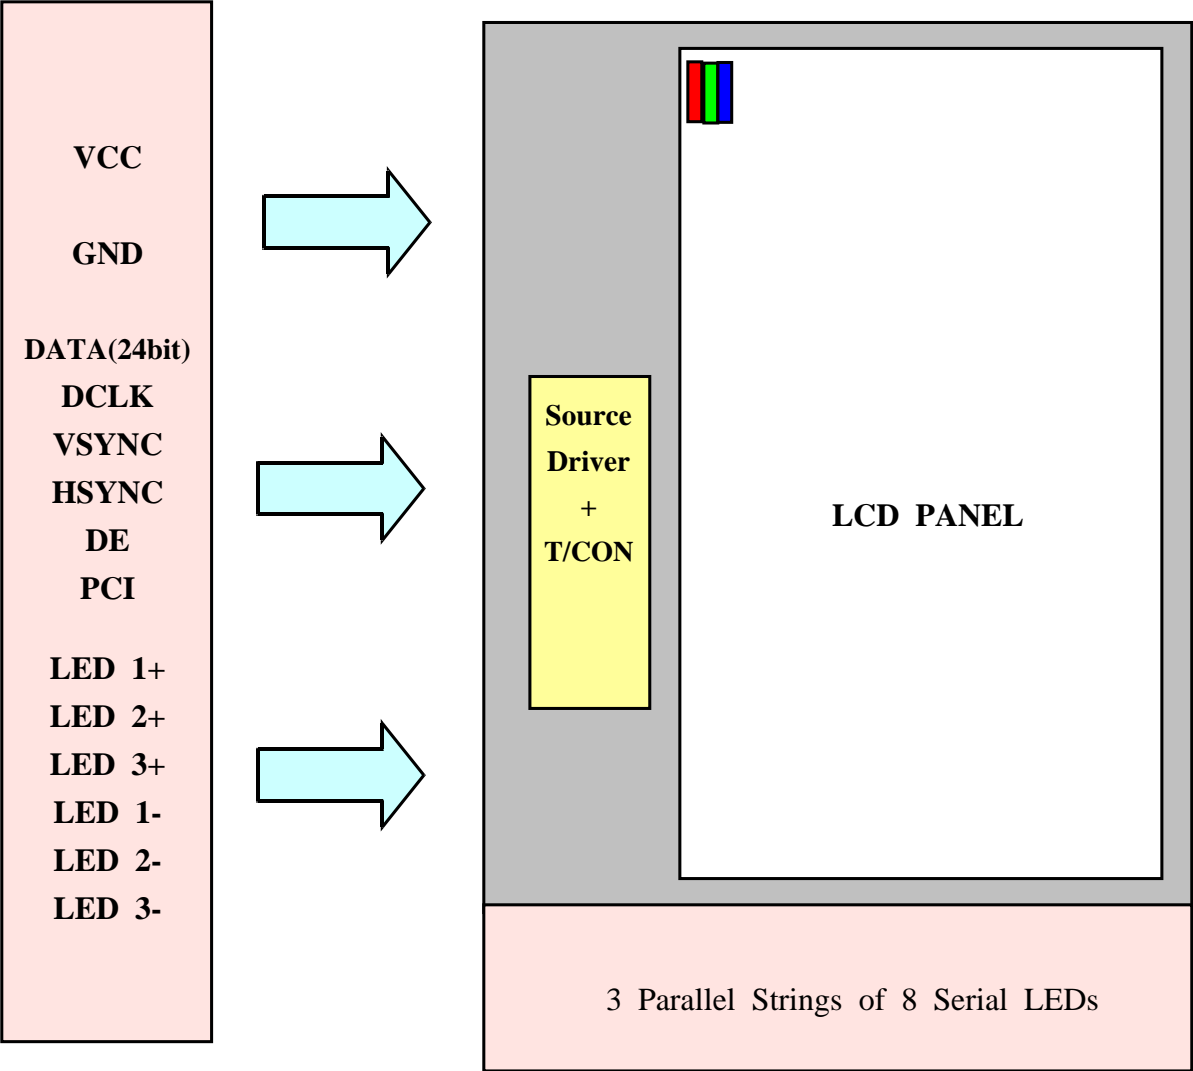 VCC
GND
DATA(24bit)
DCLK
VSYNC
HSYNC
DE
PCI
LED 1+
LED 2+
LED 3+
LED 1-
LED 2-
LED 3-
Source
Driver
+
T/CON
LCD PANEL
3 Parallel Strings of 8 Serial LEDs